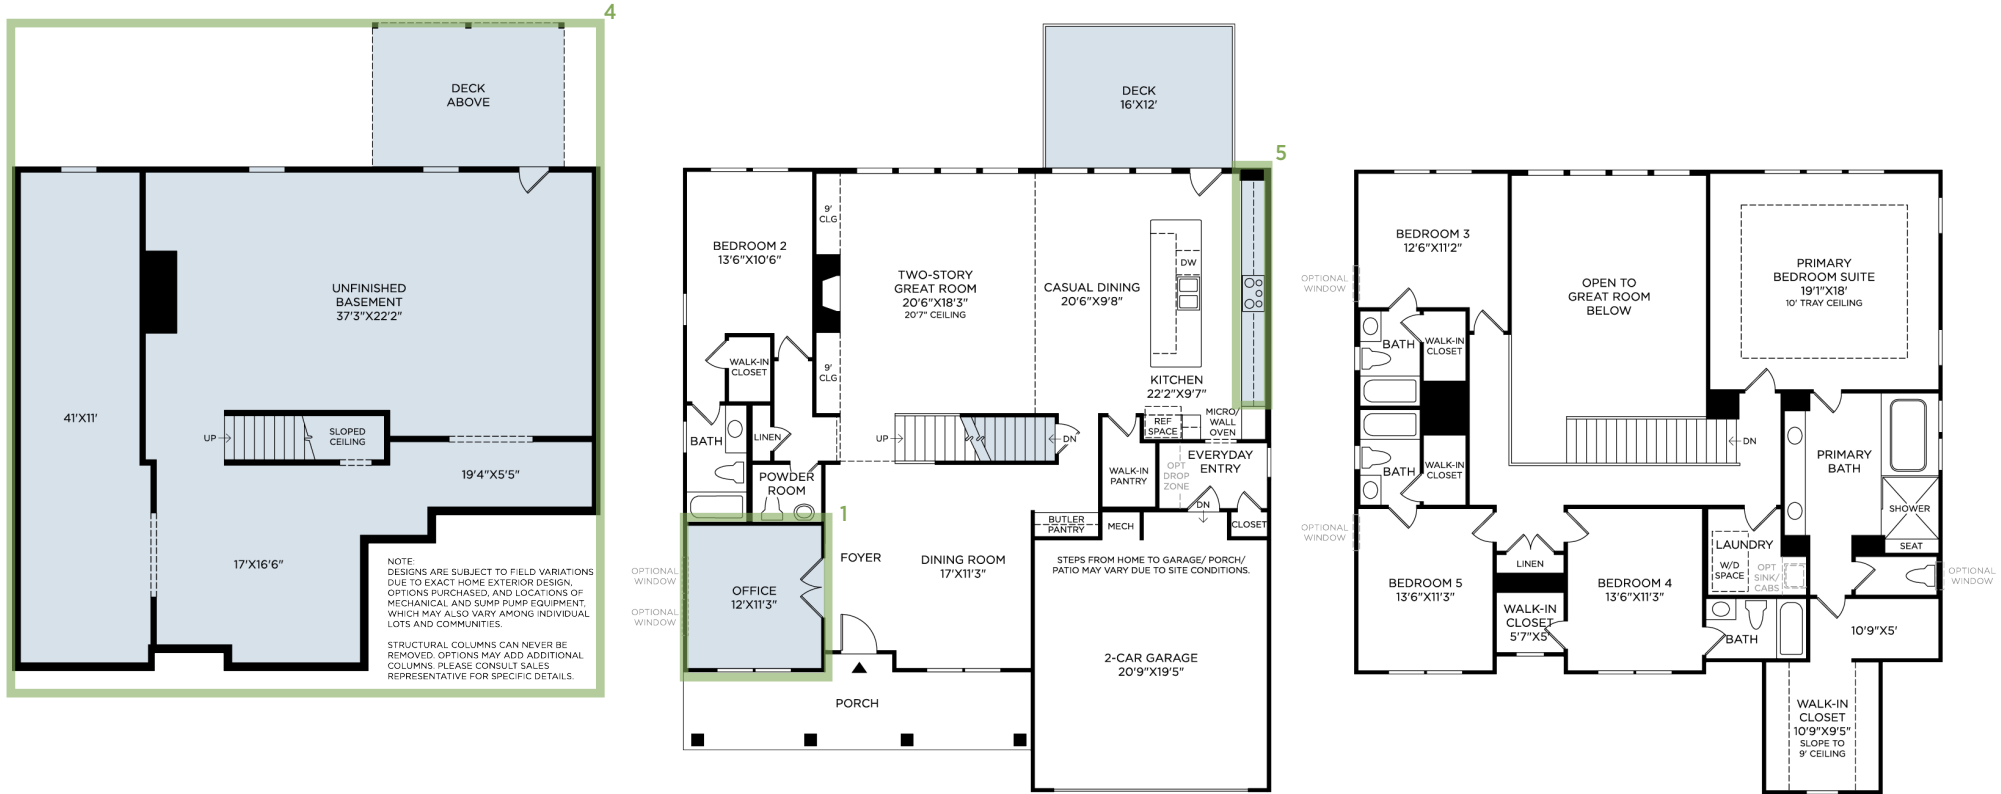 4
DECK
ABOVE
UNFINISHED
BASEMENT
37'3"X22'2"
41'X11'
UP
SLOPED
CEILING
19'4"X5'5"
17'X16'6"
NOTE:
DESIGNS ARE SUBJECT TO FIELD VARIATIONS
DUE TO EXACT HOME EXTERIOR DESIGN,
OPTIONS PURCHASED, AND LOCATIONS OF
MECHANICAL AND SUMP PUMP EQUIPMENT,
WHICH MAY ALSO VARY AMONG INDIVIDUAL
LOTS AND COMMUNITIES.
STRUCTURAL COLUMNS CAN NEVER BE
REMOVED. OPTIONS MAY ADD ADDITIONAL
COLUMNS. PLEASE CONSULT SALES
REPRESENTATIVE FOR SPECIFIC DETAILS.
DECK
16'X12'
5
9'
CLG
BEDROOM 2
13'6"X10'6"
TWO-STORY
GREAT ROOM
20'6"X18'3"
20'7" CEILING
CASUAL DINING
20'6"X9'8"
DW
WALK-IN
CLOSET
9'
CLG
KITCHEN
22'2"X9'7"
REF
SPACE
MICRO/
WALL
OVEN
BATH
LINEN
UP
DN
WALK-IN
PANTRY
OPT
DROP
ZONE
EVERYDAY
ENTRY
POWDER
ROOM
DN
1
BUTLER
PANTRY
MECH
CLOSET
FOYER
DINING ROOM
17'X11'3"
STEPS FROM HOME TO GARAGE/ PORCH/
PATIO MAY VARY DUE TO SITE CONDITIONS.
OPTIONAL
WINDOW
OPTIONAL
WINDOW
OFFICE
12'X11'3"
2-CAR GARAGE
20'9"X19'5"
PORCH
BEDROOM 3
12'6"X11'2"
OPTIONAL
WINDOW
OPEN TO
GREAT ROOM
BELOW
PRIMARY
BEDROOM SUITE
19'1"X18'
10' TRAY CEILING
BATH
WALK-IN
CLOSET
BATH
WALK-IN
CLOSET
DN
PRIMARY
BATH
SHOWER
SEAT
OPTIONAL
WINDOW
BEDROOM 5
13'6"X11'3"
LINEN
WALK-IN
CLOSET
5'7"X5'
BEDROOM 4
13'6"X11'3"
LAUNDRY
W/D
SPACE
OPT
SINK/
CABS
OPTIONAL
WINDOW
BATH
10'9"X5'
WALK-IN
CLOSET
10'9"X9'5"
SLOPE TO
9' CEILING